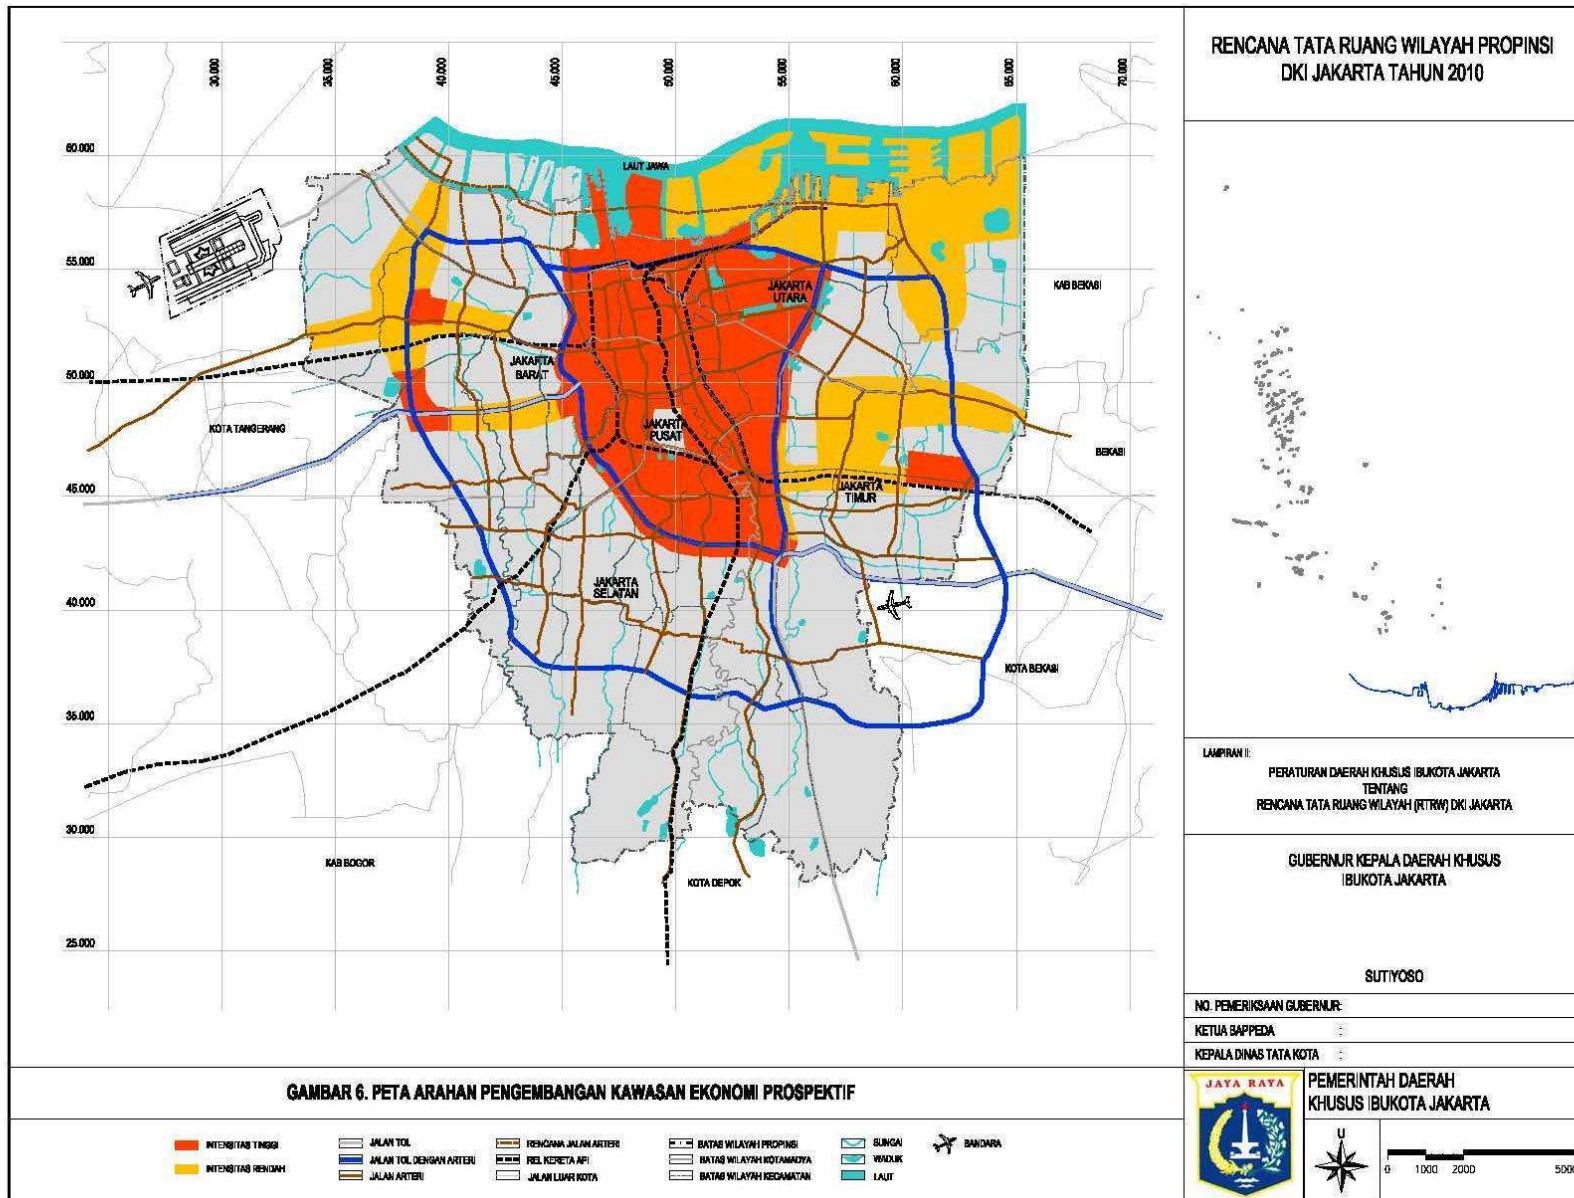 RENCANA TATA RUANG WILAYAH PROPINSI
DKI JAKARTA TAHUN 2010
30.000
35.000
40.000
45.000
50.000
55.000
60.000
65.000
70.000
60.000
55.000
50.000
45.000
40.000
35.000
30.000
25.000
LAUT JAWA
KAB BEKASI
JAKARTA
UTARA
JAKARTA
BARAT
JAKARTA
PUSAT
KOTA TANGERANG
BEKASI
JAKARTA
TIMUR
JAKARTA
SELATAN
KOTA BEKASI
KAB BOGOR
KOTA DEPOK
LAMPIRAN II:
PERATURAN DAERAH KHUSUS IBUKOTA JAKARTA
TENTANG
RENCANA TATA RUANG WILAYAH (RTRW) DKI JAKARTA
GUBERNUR KEPALA DAERAH KHUSUS
IBUKOTA JAKARTA
SUTIYOSO
NO. PEMERIKSAAN GUBERNUR:
KETUA BAPPEDA :
KEPALA DINAS TATA KOTA :
GAMBAR 6. PETA ARAHAN PENGEMBANGAN KAWASAN EKONOMI PROSPEKTIF
INTENSITAS TINGGI
INTENSITAS RENDAH
JALAN TOL
JALAN TOL DENGAN ARTERI
JALAN ARTERI
RENCANA JALAN ARTERI
REL KERETA API
JALAN LUAR KOTA
BATAS WILAYAH PROPINSI
BATAS WILAYAH KOTAMADYA
BATAS WILAYAH KECAMATAN
SUNGAI
WADUK
LAUT
BANDARA
JAYA RAYA
PEMERINTAH DAERAH
KHUSUS IBUKOTA JAKARTA
U
0 1000 2000 5000